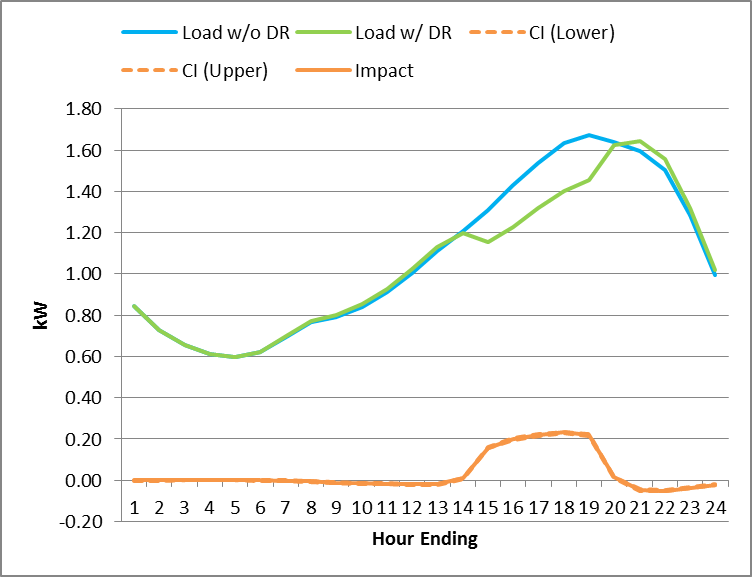 Load w/o DR Load w/ DR CI (Lower)
CI (Upper) Impact
1.80
1.60
1.40
1.20
1.00
0.80
0.60
0.40
0.20
0.00
-0.20
kW
1 2 3 4 5 6 7 8 9 10 11 12 13 14 15 16 17 18 19 20 21 22 23 24
Hour Ending